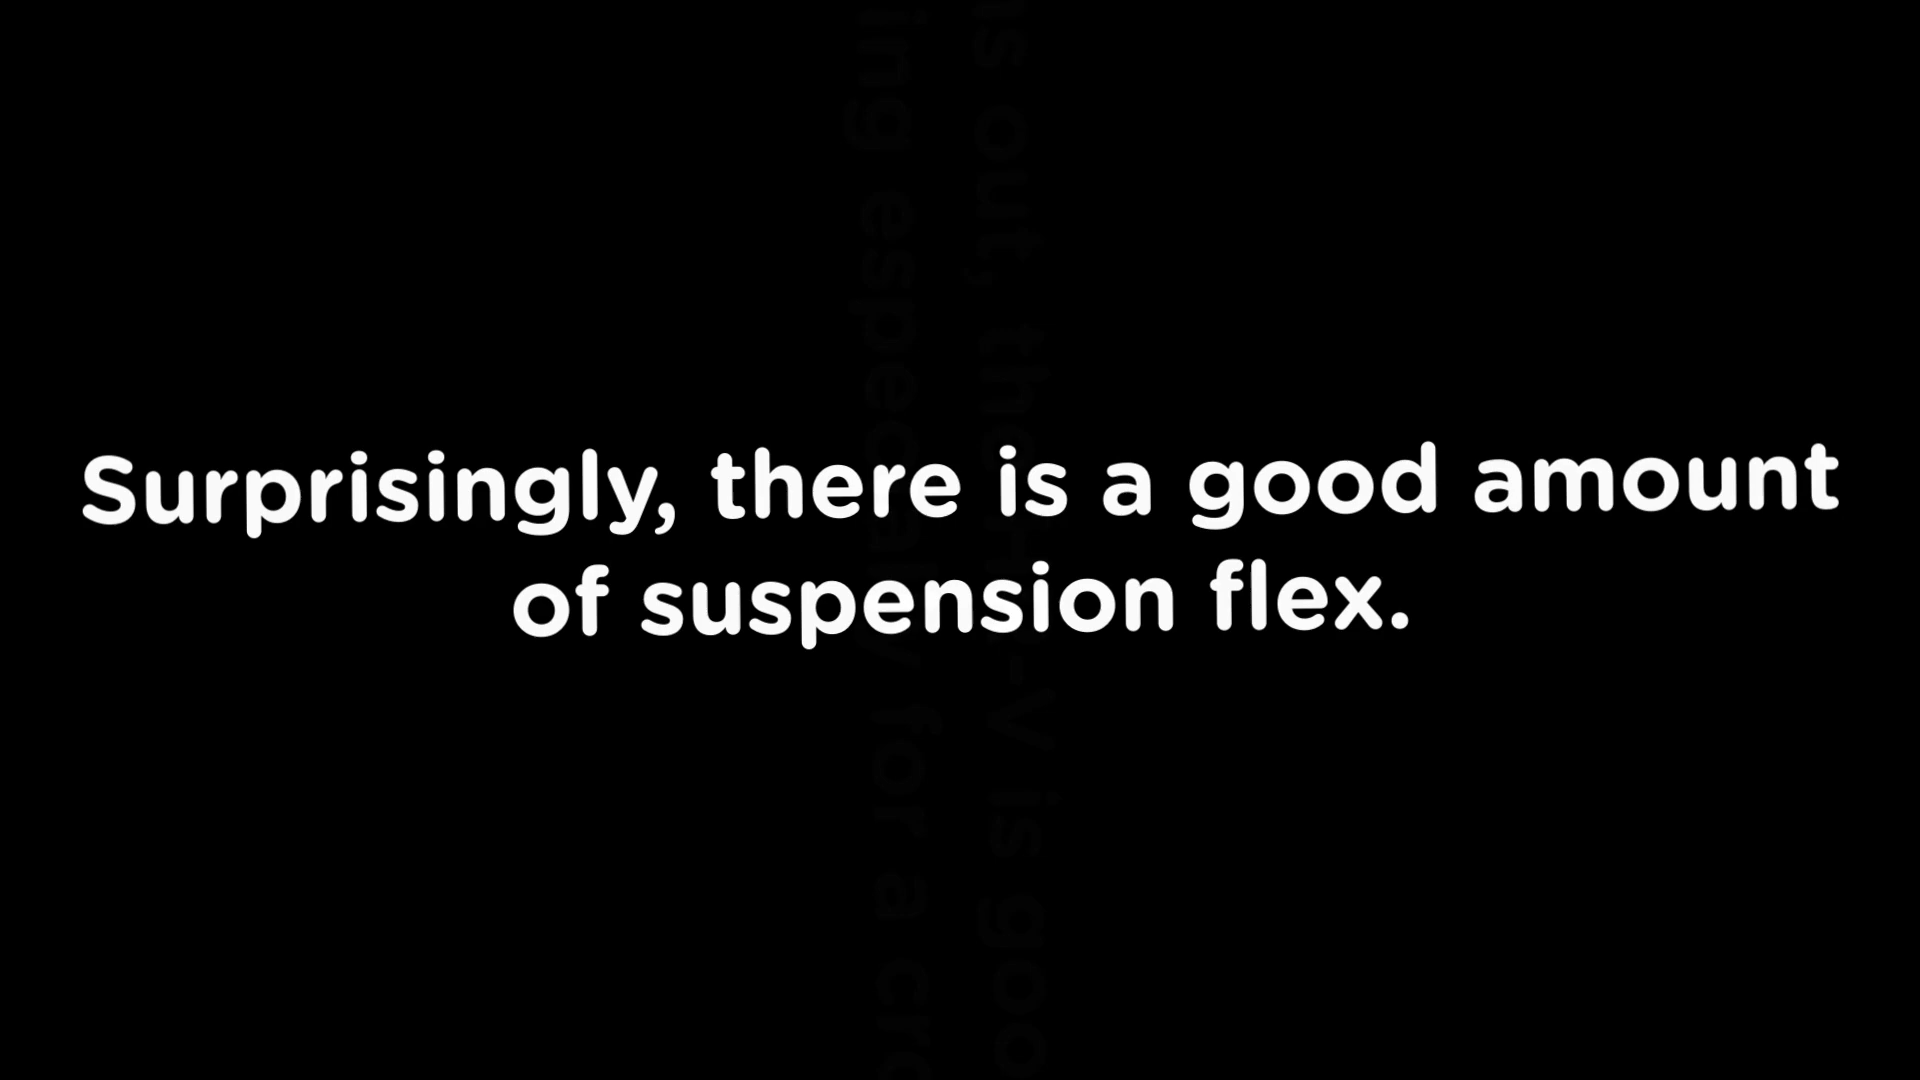 Surprisingly, there is a good amount
of suspension flex.